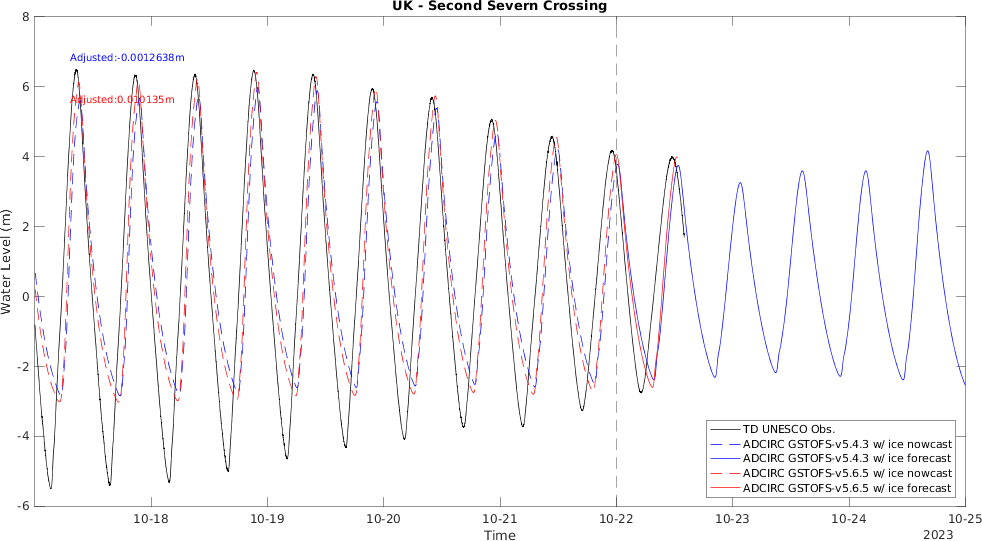 UK - Second Severn Crossing
8
6
4
2
0
-2
-4
-6
Water Level (m)
Adjusted:-0.0012638m
Adjusted:0.010135m
TD UNESCO Obs.
ADCIRC GSTOFS-v5.4.3 w/ ice nowcast
ADCIRC GSTOFS-v5.4.3 w/ ice forecast
ADCIRC GSTOFS-v5.6.5 w/ ice nowcast
ADCIRC GSTOFS-v5.6.5 w/ ice forecast
10-18 10-19 10-20 10-21 10-22 10-23 10-24 10-25
Time
2023